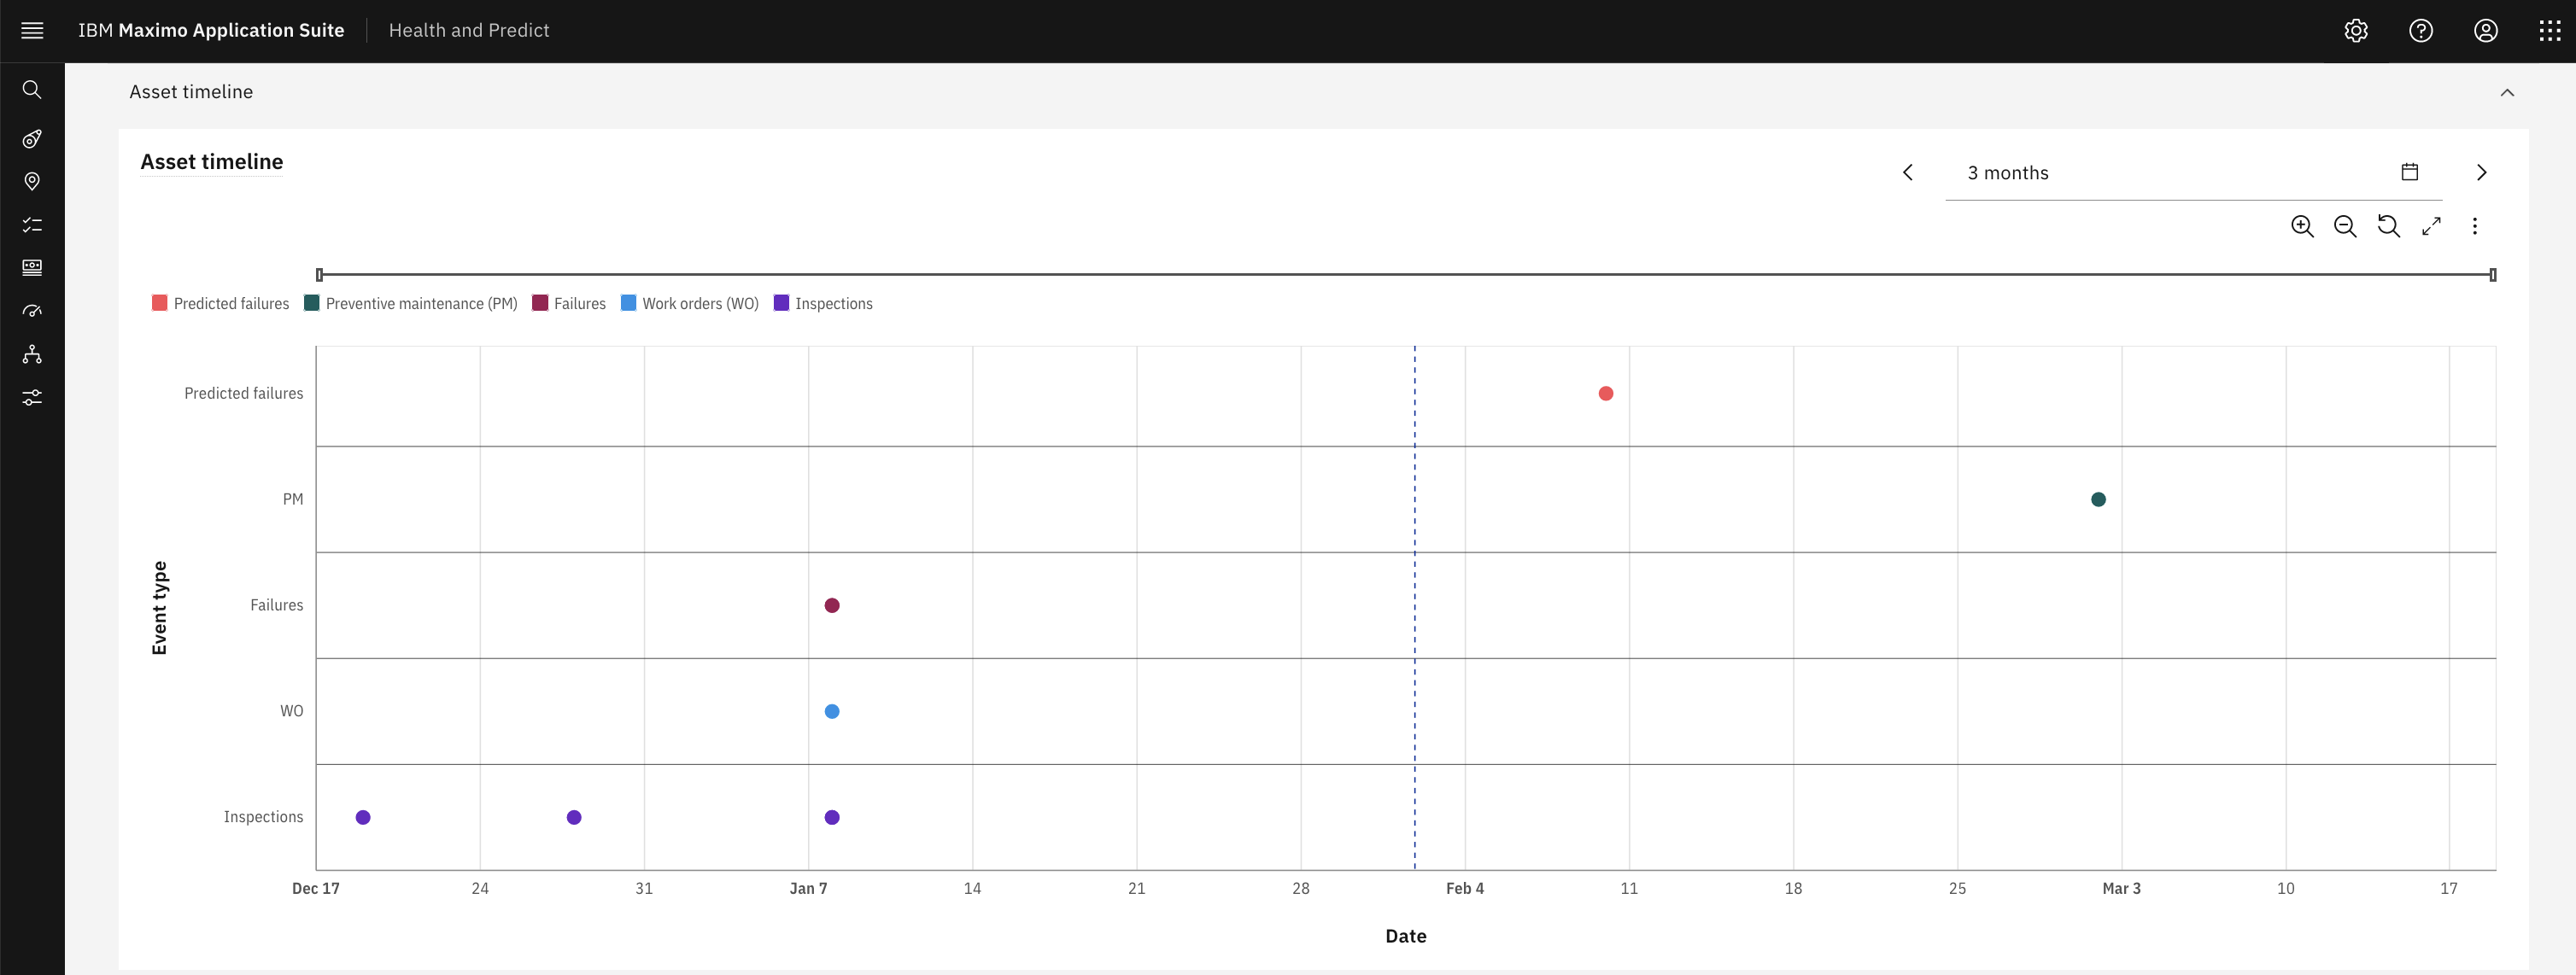 IBM Maximo Application Suite Health and Predict
Asset timeline
Asset timeline
3 months
Predicted failures Preventive maintenance (PM) Failures Work orders (WO) Inspections
Predicted failures
PM
Failures
WO
Inspections
Event type
Dec 17 24 31 Jan 7 14 21 28 Feb 4 11 18 25 Mar 3 10 17
Date